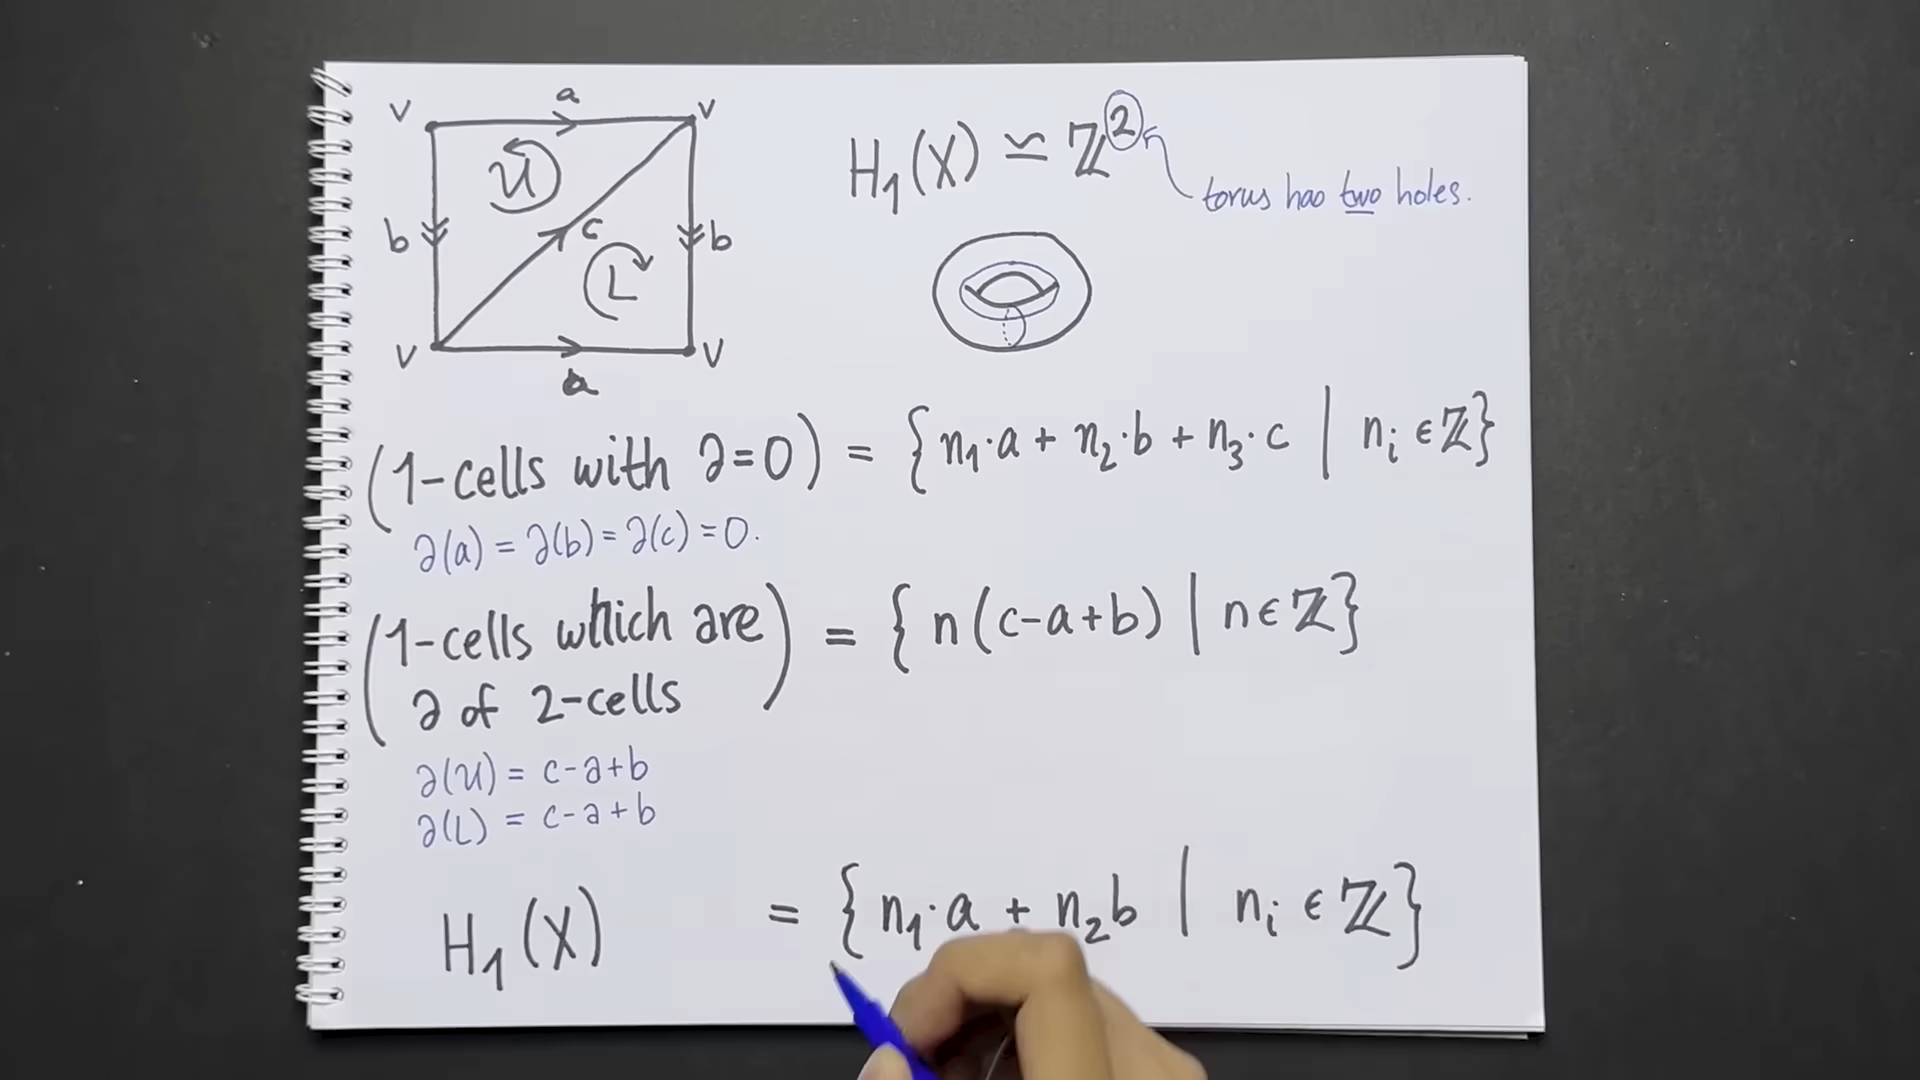 v a v
U
b c b
L
v a v
H₁(X) ≃ ℤ²
torus has two holes.
(1-cells with ∂=0) = {n₁·a + n₂·b + n₃·c | nᵢ ∈ ℤ}
∂(a) = ∂(b) = ∂(c) = 0.
(1-cells which are ∂ of 2-cells) = {n(c-a+b) | n ∈ ℤ}
∂(U) = c-a+b
∂(L) = c-a+b
H₁(X) = {n₁·a + n₂b | nᵢ ∈ ℤ}